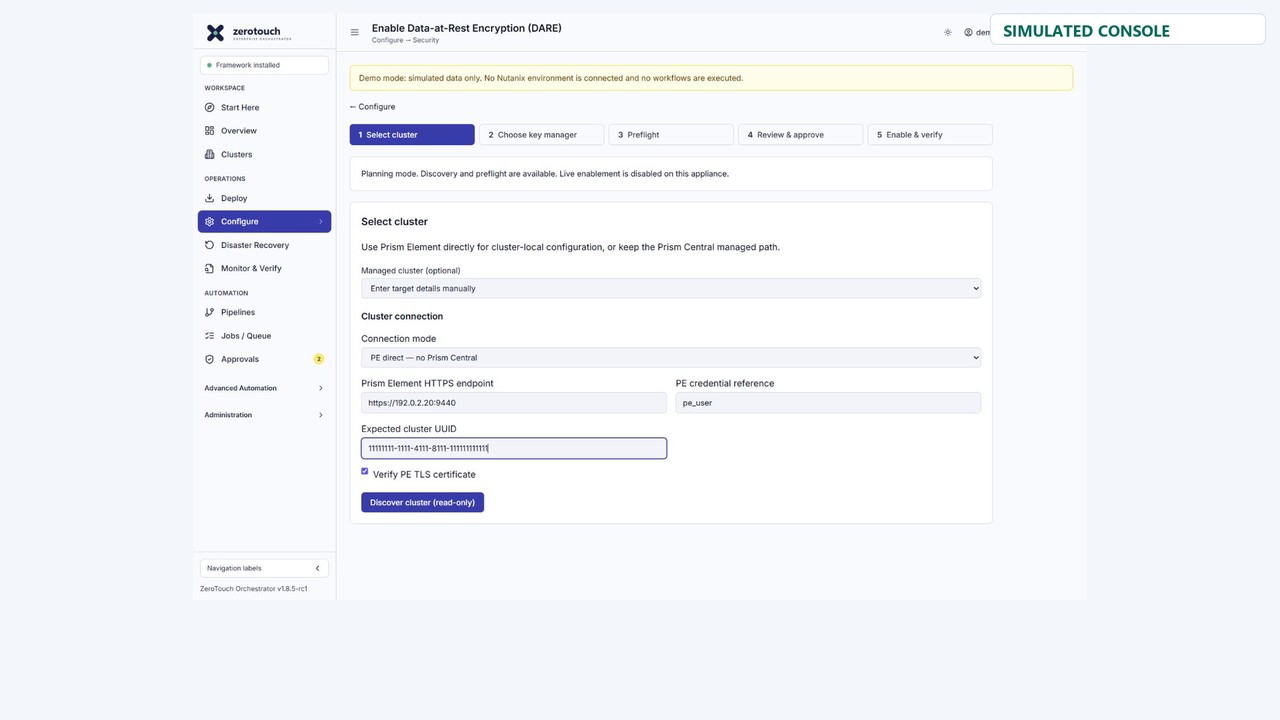 zerotouch
ENTERPRISE ORCHESTRATOR
Framework installed
WORKSPACE
Start Here
Overview
Clusters
OPERATIONS
Deploy
Configure
Disaster Recovery
Monitor & Verify
AUTOMATION
Pipelines
Jobs / Queue
Approvals 2
Advanced Automation
Administration
Navigation labels
ZeroTouch Orchestrator v1.8.5-rc1
Enable Data-at-Rest Encryption (DARE)
Configure → Security
SIMULATED CONSOLE
Demo mode: simulated data only. No Nutanix environment is connected and no workflows are executed.
← Configure
1 Select cluster
2 Choose key manager
3 Preflight
4 Review & approve
5 Enable & verify
Planning mode. Discovery and preflight are available. Live enablement is disabled on this appliance.
Select cluster
Use Prism Element directly for cluster-local configuration, or keep the Prism Central managed path.
Managed cluster (optional)
Enter target details manually
Cluster connection
Connection mode
PE direct — no Prism Central
Prism Element HTTPS endpoint
https://192.0.2.20:9440
PE credential reference
pe_user
Expected cluster UUID
11111111-1111-4111-8111-111111111111
Verify PE TLS certificate
Discover cluster (read-only)